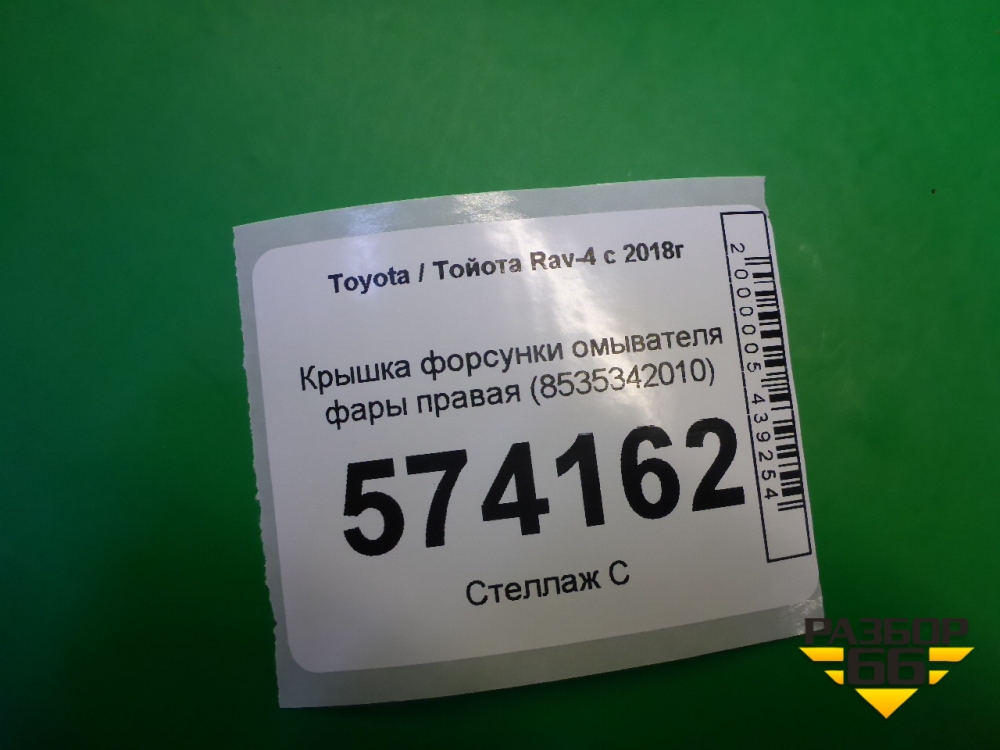 Toyota / Тойота Rav-4 с 2018г
Крышка форсунки омывателя
фары правая (8535342010)
574162
Стеллаж С
2000005439254
РАЗБОР
66